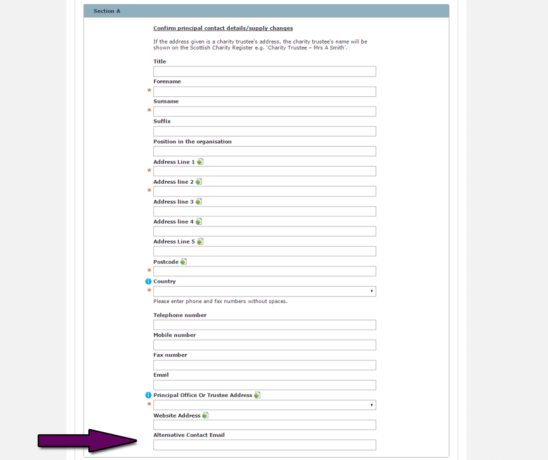 Section A
Confirm principal contact details/supply changes
If the address given is a charity trustee's address, the charity trustee's name will be
shown on the Scottish Charity Register e.g. 'Charity Trustee – Mrs A Smith'.
Title
Forename
*
Surname
*
Suffix
Position in the organisation
Address Line 1
*
Address line 2
*
Address line 3
Address line 4
Address Line 5
Postcode
*
Country
*
Please enter phone and fax numbers without spaces.
Telephone number
Mobile number
Fax number
Email
Principal Office Or Trustee Address
*
Website Address
Alternative Contact Email